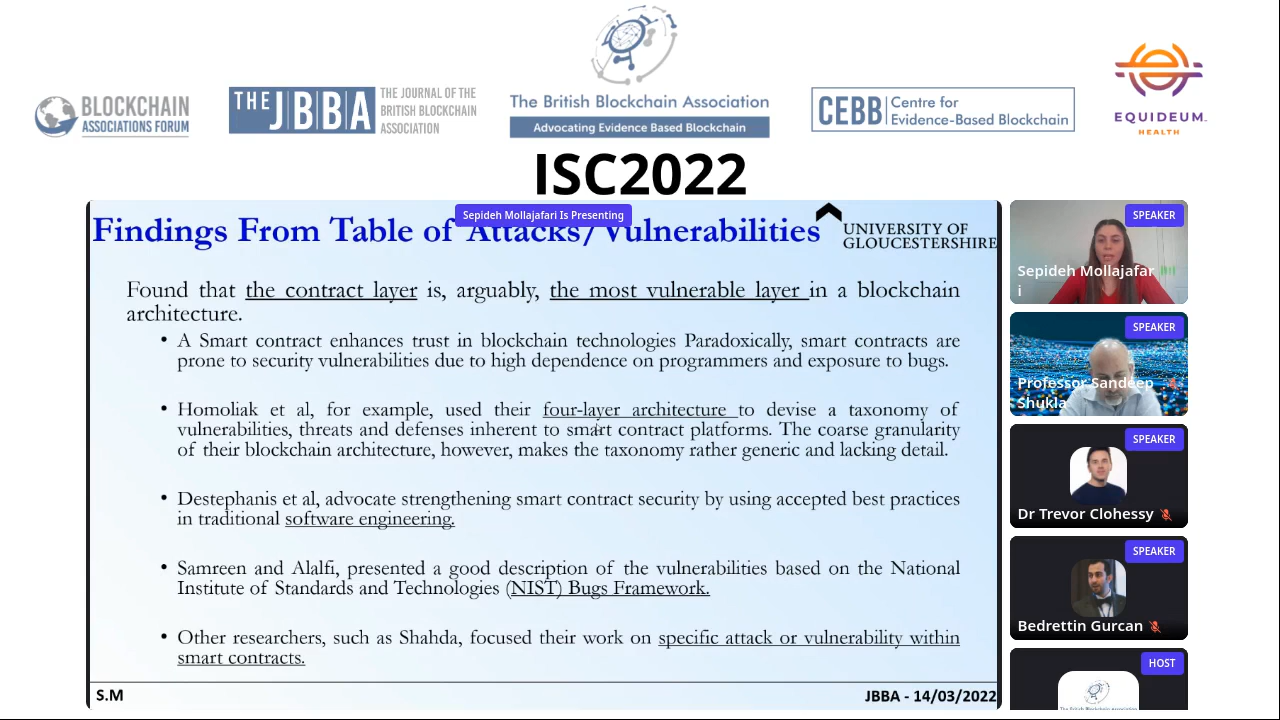 BLOCKCHAIN
ASSOCIATIONS FORUM
THE JBBA
THE JOURNAL OF THE
BRITISH BLOCKCHAIN
ASSOCIATION
The British Blockchain Association
Advocating Evidence Based Blockchain
CEBB
Centre for
Evidence-Based Blockchain
EQUIDEUM
HEALTH
ISC2022
Sepideh Mollajafari Is Presenting
Findings From Table of Attacks/Vulnerabilities
UNIVERSITY OF
GLOUCESTERSHIRE
Found that the contract layer is, arguably, the most vulnerable layer in a blockchain
architecture.
• A Smart contract enhances trust in blockchain technologies Paradoxically, smart contracts are
prone to security vulnerabilities due to high dependence on programmers and exposure to bugs.
• Homoliak et al, for example, used their four-layer architecture to devise a taxonomy of
vulnerabilities, threats and defenses inherent to smart contract platforms. The coarse granularity
of their blockchain architecture, however, makes the taxonomy rather generic and lacking detail.
• Destephanis et al, advocate strengthening smart contract security by using accepted best practices
in traditional software engineering.
• Samreen and Alalfi, presented a good description of the vulnerabilities based on the National
Institute of Standards and Technologies (NIST) Bugs Framework.
• Other researchers, such as Shahda, focused their work on specific attack or vulnerability within
smart contracts.
S.M
JBBA - 14/03/2022
SPEAKER
Sepideh Mollajafar
i
SPEAKER
Professor Sandeep
Shukla
SPEAKER
Dr Trevor Clohessy
SPEAKER
Bedrettin Gurcan
HOST
The British Blockchain Association